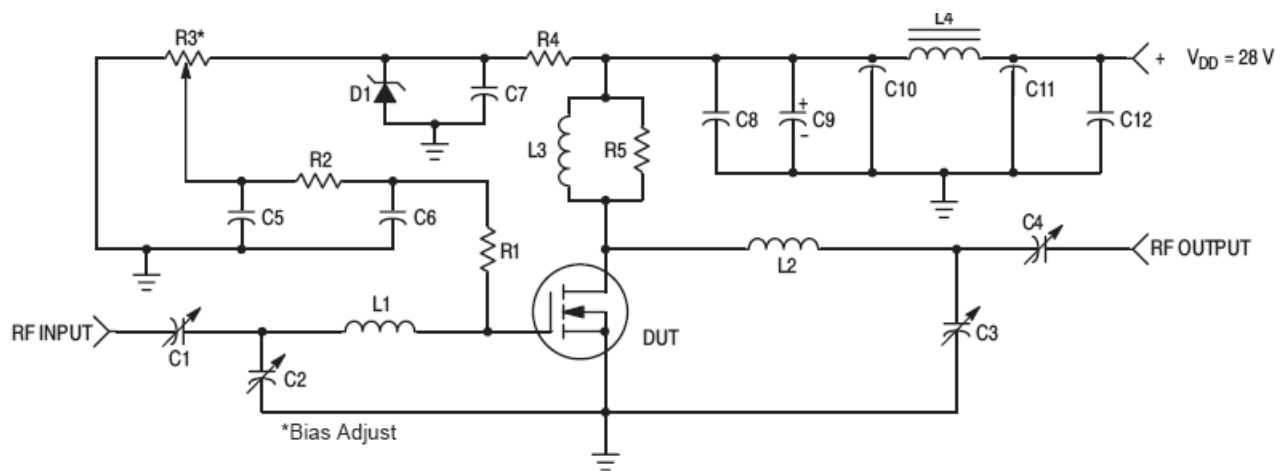 L4
R3*
R4
+ V_DD = 28 V
D1
C7
C10
C11
C8
+
C9
–
C12
L3
R5
R2
C5
C6
R1
C4
RF OUTPUT
L2
L1
RF INPUT
C1
DUT
C3
C2
*Bias Adjust